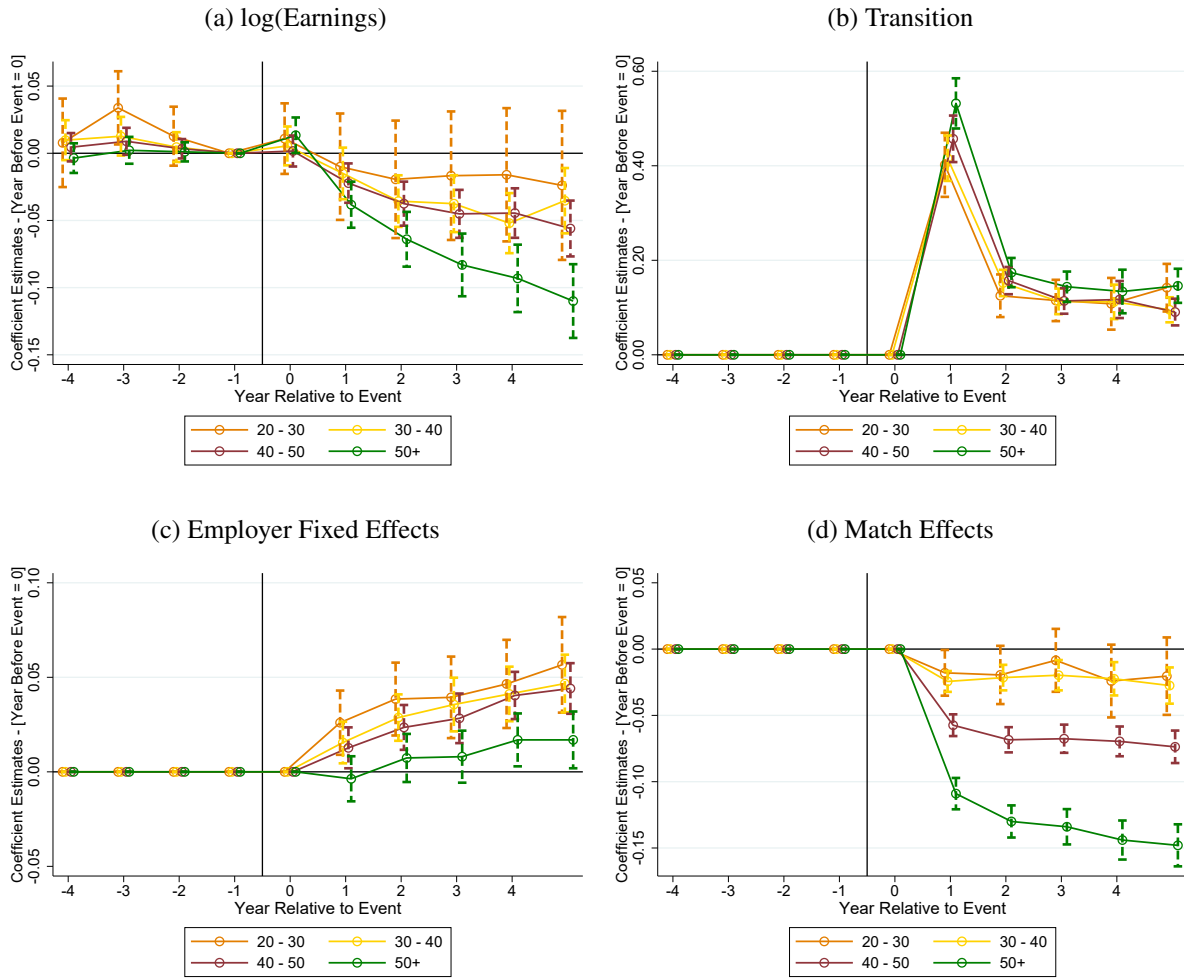 (a) log(Earnings)
Coefficient Estimates - [Year Before Event = 0]
0.05
0.00
-0.05
-0.10
-0.15
-4 -3 -2 -1 0 1 2 3 4
Year Relative to Event
20 - 30 30 - 40
40 - 50 50+
(b) Transition
Coefficient Estimates - [Year Before Event = 0]
0.60
0.40
0.20
0.00
-4 -3 -2 -1 0 1 2 3 4
Year Relative to Event
20 - 30 30 - 40
40 - 50 50+
(c) Employer Fixed Effects
Coefficient Estimates - [Year Before Event = 0]
0.10
0.05
0.00
-0.05
-4 -3 -2 -1 0 1 2 3 4
Year Relative to Event
20 - 30 30 - 40
40 - 50 50+
(d) Match Effects
Coefficient Estimates - [Year Before Event = 0]
0.05
0.00
-0.05
-0.10
-0.15
-4 -3 -2 -1 0 1 2 3 4
Year Relative to Event
20 - 30 30 - 40
40 - 50 50+